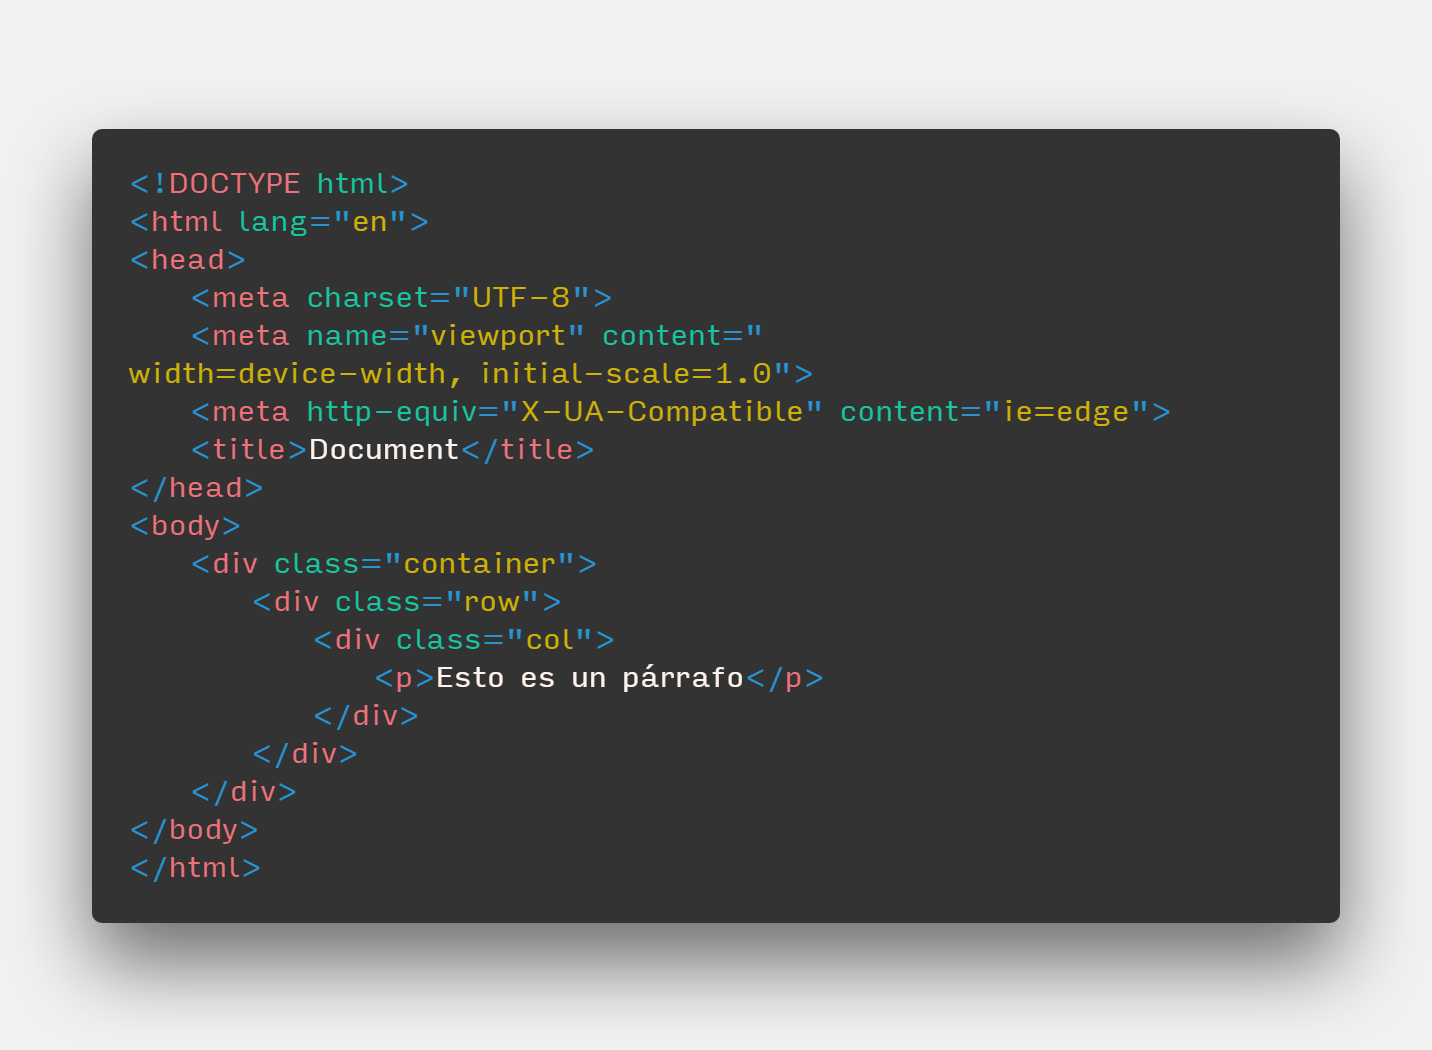 <!DOCTYPE html>
<html lang="en">
<head>
    <meta charset="UTF-8">
    <meta name="viewport" content="
width=device-width, initial-scale=1.0">
    <meta http-equiv="X-UA-Compatible" content="ie=edge">
    <title>Document</title>
</head>
<body>
    <div class="container">
        <div class="row">
            <div class="col">
                <p>Esto es un párrafo</p>
            </div>
        </div>
    </div>
</body>
</html>